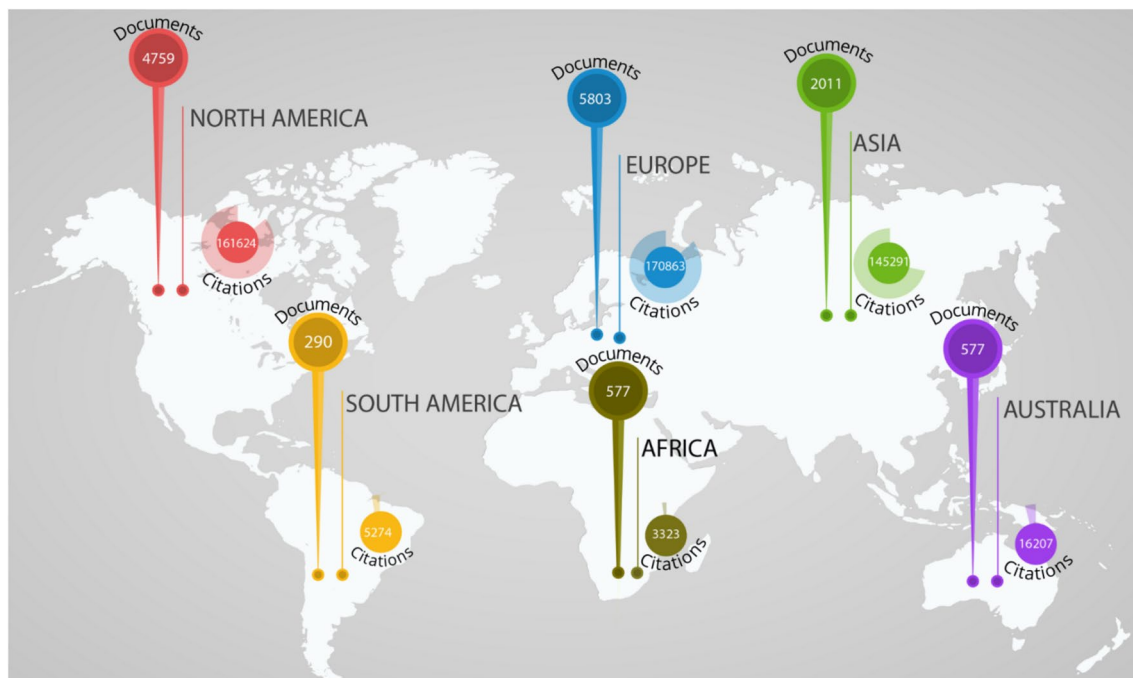 Documents
4759
NORTH AMERICA
161624
Citations
Documents
5803
EUROPE
170863
Citations
Documents
2011
ASIA
145291
Citations
Documents
290
SOUTH AMERICA
5274
Citations
Documents
577
AFRICA
3323
Citations
Documents
577
AUSTRALIA
16207
Citations